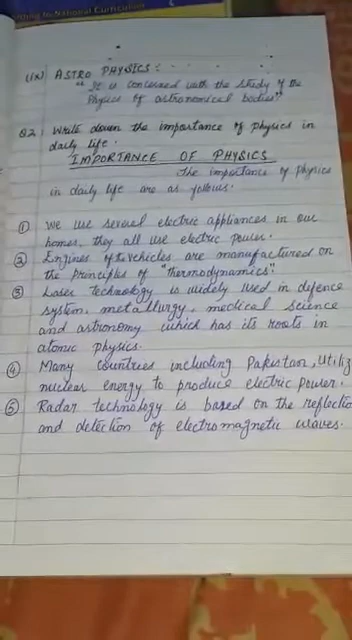 according to National Curriculum
(ix) ASTRO PHYSICS:-
"It is concerned with the study of the
Physics of astronomical bodies"
Q2: Write down the importance of physics in
daily life.
IMPORTANCE OF PHYSICS
The importance of physics
in daily life are as follows:
① We use several electric appliances in our
homes, they all use electric power.
② Engines of vehicles are manufactured on
the principles of "thermodynamics".
③ Laser technology is widely used in defence
system, metallurgy, medical science
and astronomy which has its roots in
atomic physics.
④ Many countries including Pakistan, utiliz
nuclear energy to produce electric power.
⑤ Radar technology is based on the reflectio
and detection of electromagnetic waves.